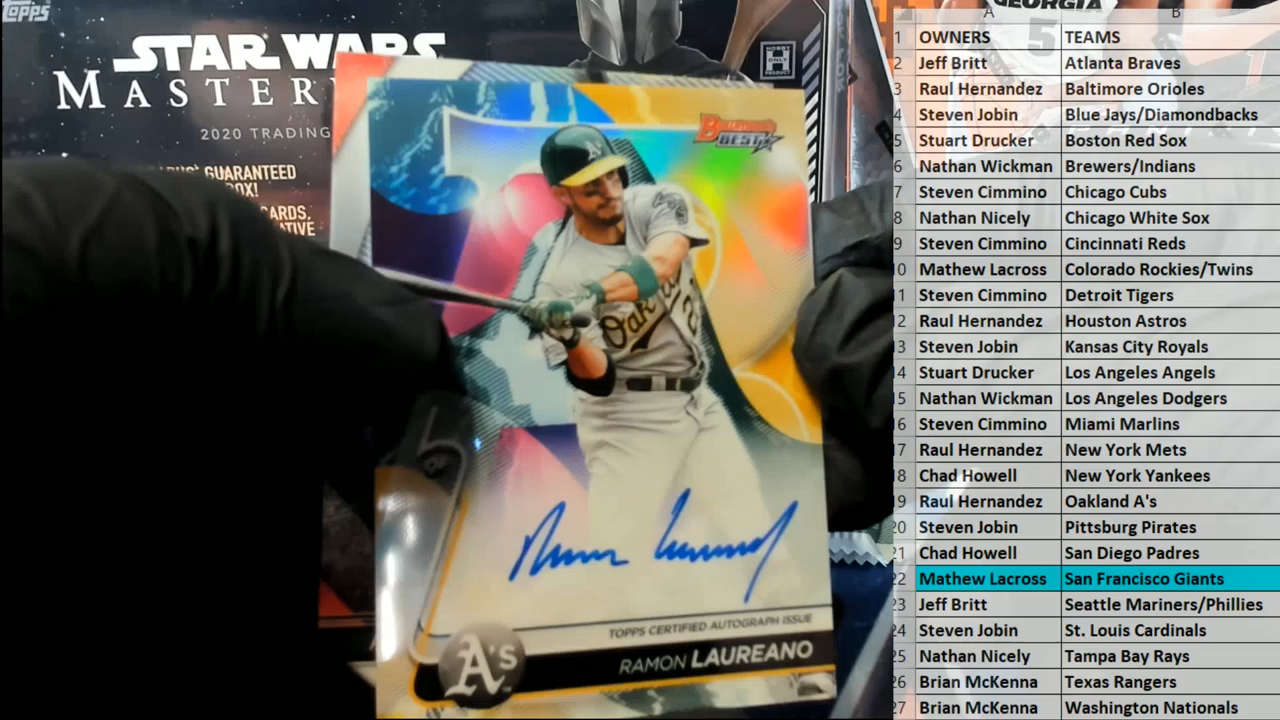 Topps
STAR WARS
MASTER
2020 TRADING
GUARANTEED
BOX!
CARDS,
HOBBY
H
ONLY
PRODUCT
BOWMAN'S
BEST
A's
Oakland
2
TOPPS CERTIFIED AUTOGRAPH ISSUE
A's
RAMON LAUREANO
GEORGIA
5
A B
1 OWNERS TEAMS
2 Jeff Britt Atlanta Braves
3 Raul Hernandez Baltimore Orioles
4 Steven Jobin Blue Jays/Diamondbacks
5 Stuart Drucker Boston Red Sox
6 Nathan Wickman Brewers/Indians
7 Steven Cimmino Chicago Cubs
8 Nathan Nicely Chicago White Sox
9 Steven Cimmino Cincinnati Reds
10 Mathew Lacross Colorado Rockies/Twins
11 Steven Cimmino Detroit Tigers
12 Raul Hernandez Houston Astros
13 Steven Jobin Kansas City Royals
14 Stuart Drucker Los Angeles Angels
15 Nathan Wickman Los Angeles Dodgers
16 Steven Cimmino Miami Marlins
17 Raul Hernandez New York Mets
18 Chad Howell New York Yankees
19 Raul Hernandez Oakland A's
20 Steven Jobin Pittsburg Pirates
21 Chad Howell San Diego Padres
22 Mathew Lacross San Francisco Giants
23 Jeff Britt Seattle Mariners/Phillies
24 Steven Jobin St. Louis Cardinals
25 Nathan Nicely Tampa Bay Rays
26 Brian McKenna Texas Rangers
27 Brian McKenna Washington Nationals